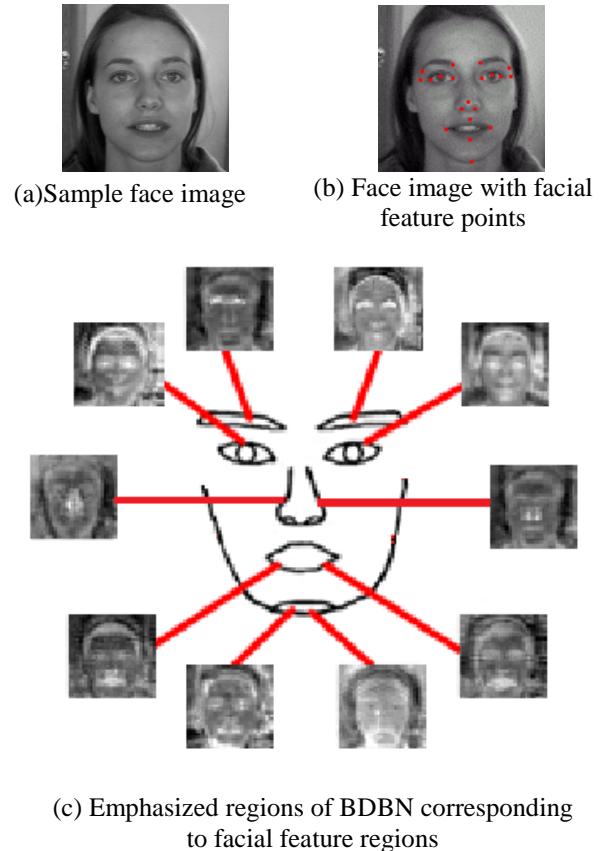 (a)Sample face image
(b) Face image with facial
feature points
(c) Emphasized regions of BDBN corresponding
to facial feature regions